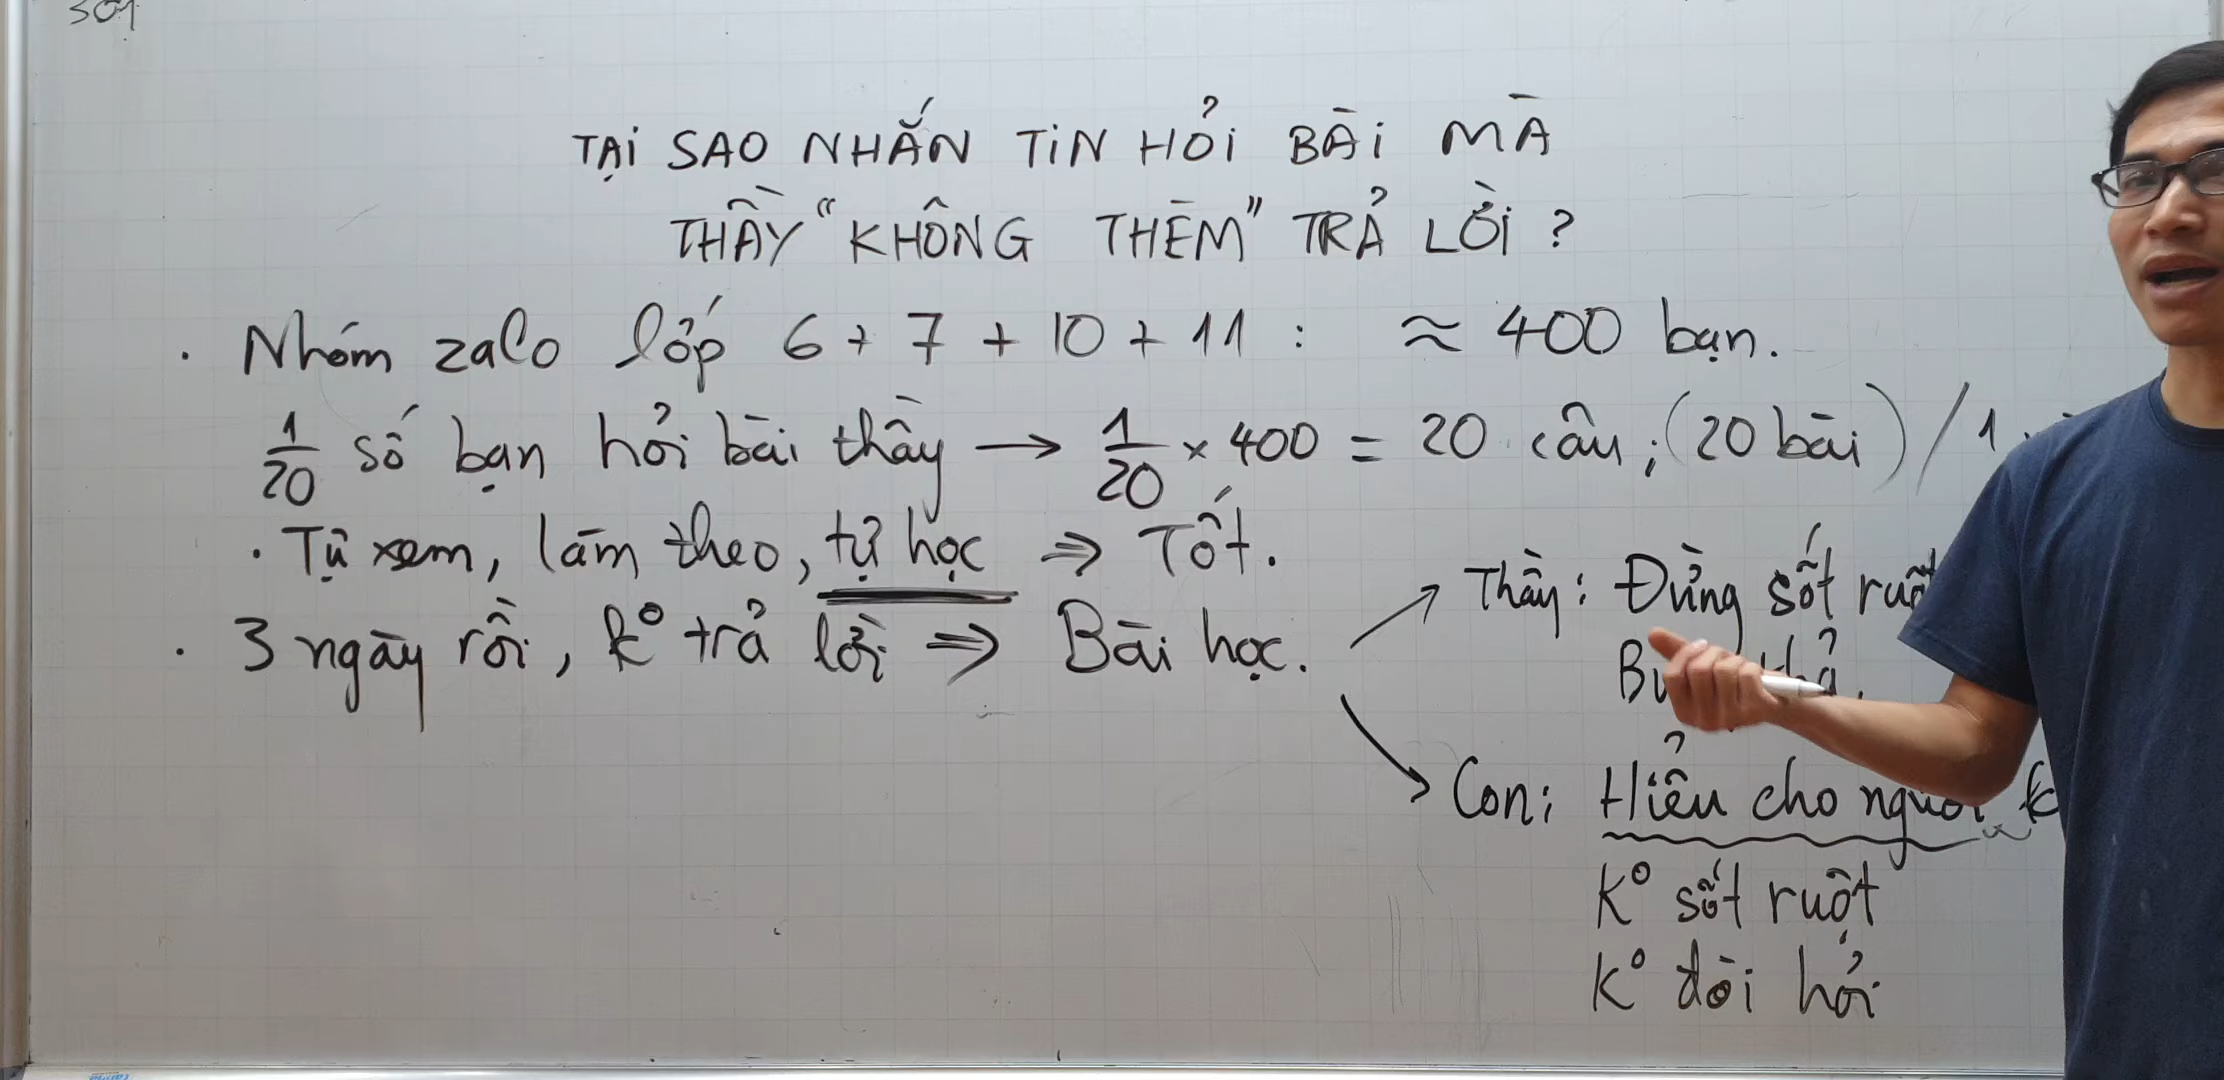 TẠI SAO NHẮN TIN HỎI BÀI MÀ
THẦY "KHÔNG THÈM" TRẢ LỜI ?
. Nhóm zalo lớp 6 + 7 + 10 + 11 : ≈ 400 bạn.
1/20 số bạn hỏi bài thầy → 1/20 × 400 = 20 câu; (20 bài) / 1
. Tự xem, làm theo, tự học ⇒ Tốt.
. 3 ngày rồi, k° trả lời ⇒ Bài học.
Thầy: Đừng sốt ruột
Con: Hiểu cho người
K° sốt ruột
K° đòi hỏi